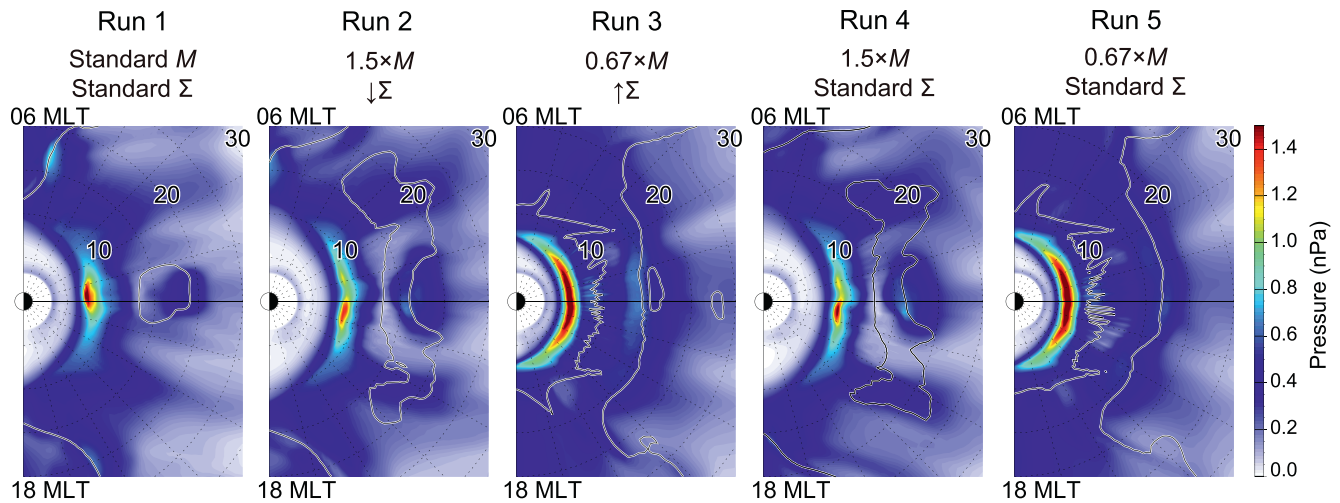 Run 1
Standard M
Standard Σ
Run 2
1.5×M
↓Σ
Run 3
0.67×M
↑Σ
Run 4
1.5×M
Standard Σ
Run 5
0.67×M
Standard Σ
06 MLT
30
20
10
18 MLT
06 MLT
30
20
10
18 MLT
06 MLT
30
20
10
18 MLT
06 MLT
30
20
10
18 MLT
06 MLT
30
20
10
18 MLT
1.4
1.2
1.0
0.8
0.6
0.4
0.2
0.0
Pressure (nPa)